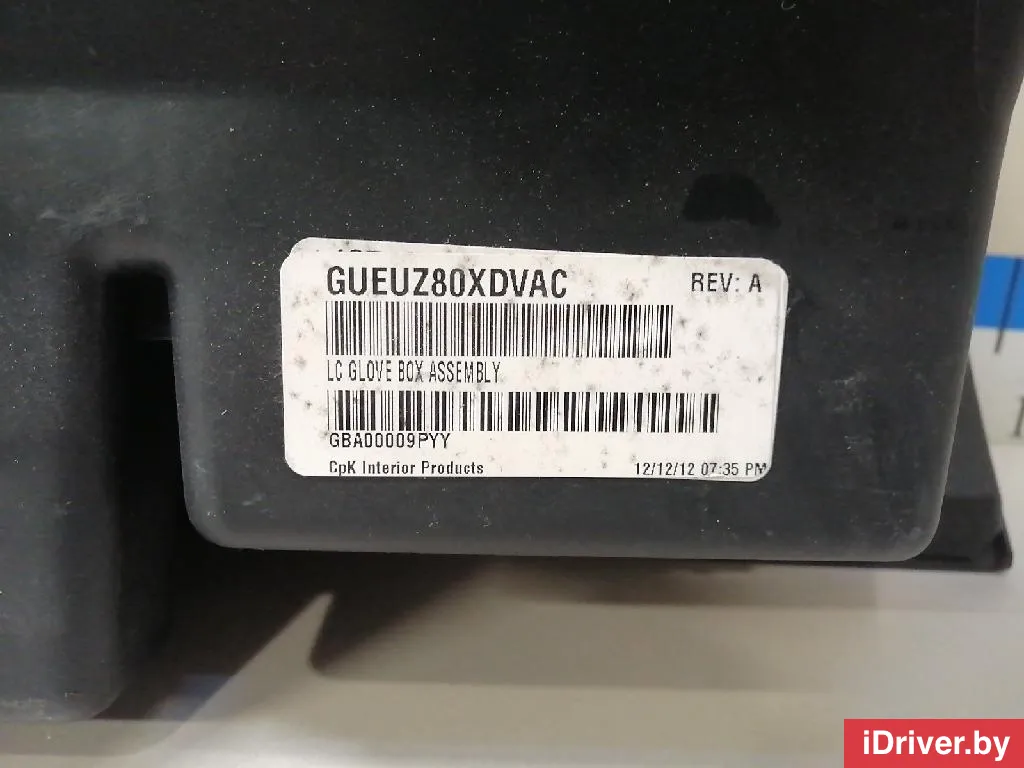 GUEUZ80XDVAC REV: A
LC GLOVE BOX ASSEMBLY
GBA00009PYY
CpK Interior Products 12/12/12 07:35 PM
iDriver.by